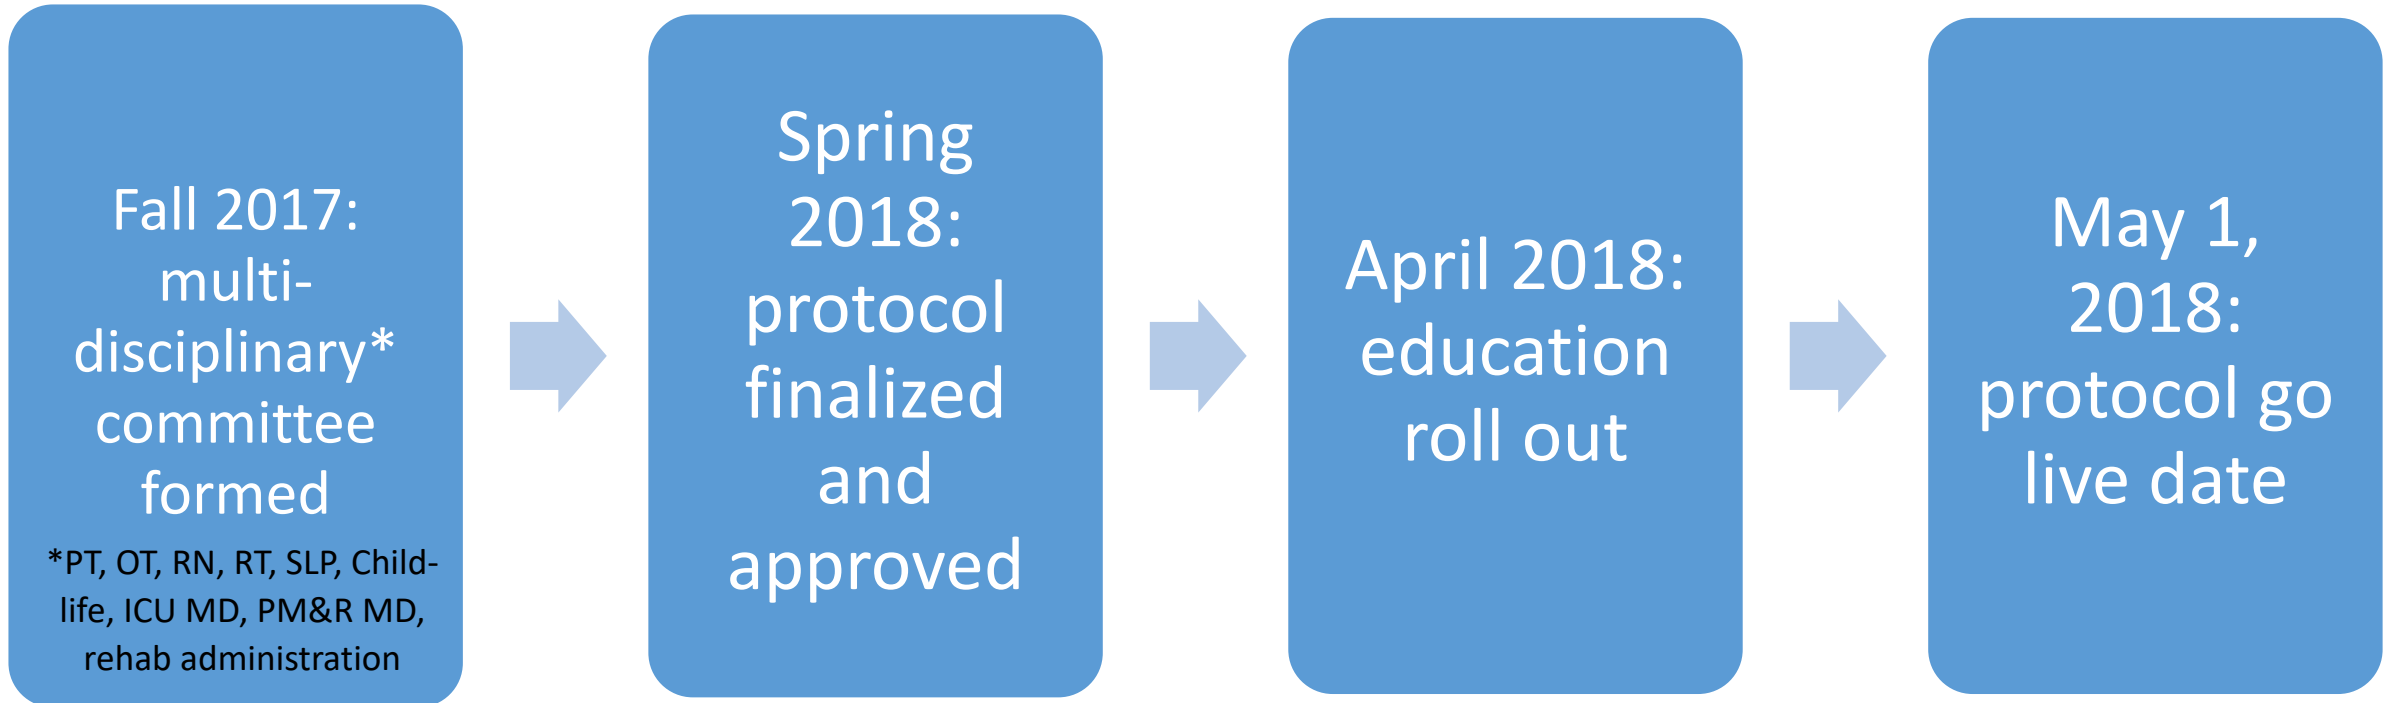 Fall 2017:
multi-
disciplinary*
committee
formed
*PT, OT, RN, RT, SLP, Child-
life, ICU MD, PM&R MD,
rehab administration
Spring
2018:
protocol
finalized
and
approved
April 2018:
education
roll out
May 1,
2018:
protocol go
live date